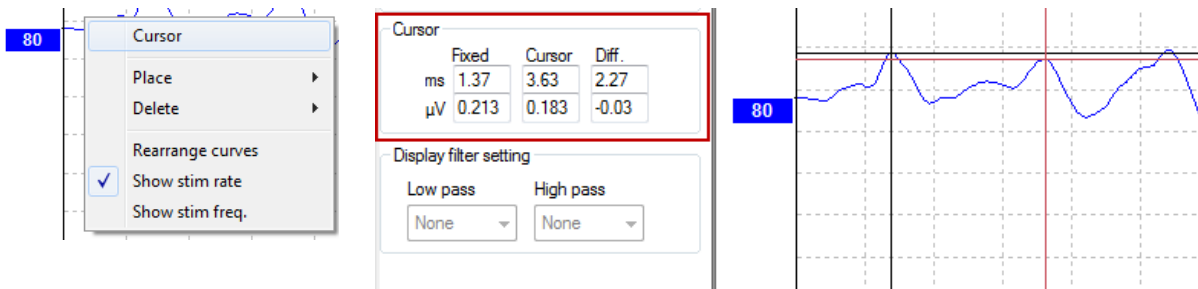 80
Cursor
Place
Delete
Rearrange curves
Show stim rate
Show stim freq.
Cursor
Fixed Cursor Diff.
ms 1.37 3.63 2.27
µV 0.213 0.183 -0.03
Display filter setting
Low pass High pass
None None
80